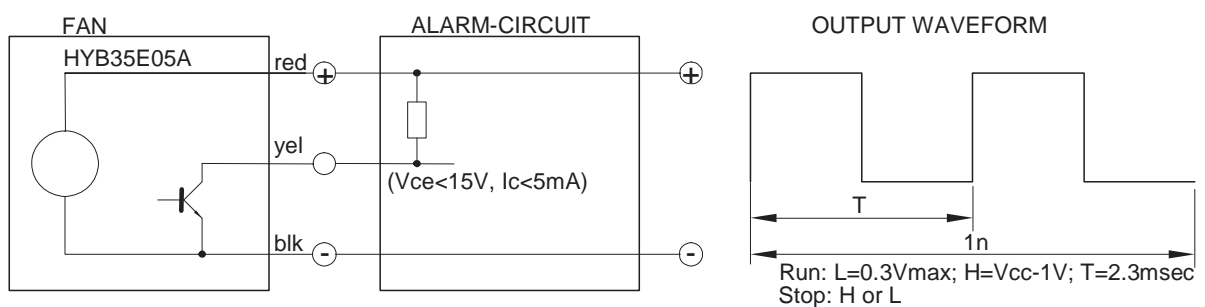 FAN
ALARM-CIRCUIT
OUTPUT WAVEFORM
HYB35E05A
red
+
+
yel
(Vce<15V, Ic<5mA)
T
blk
-
-
1n
Run: L=0.3Vmax; H=Vcc-1V; T=2.3msec
Stop: H or L